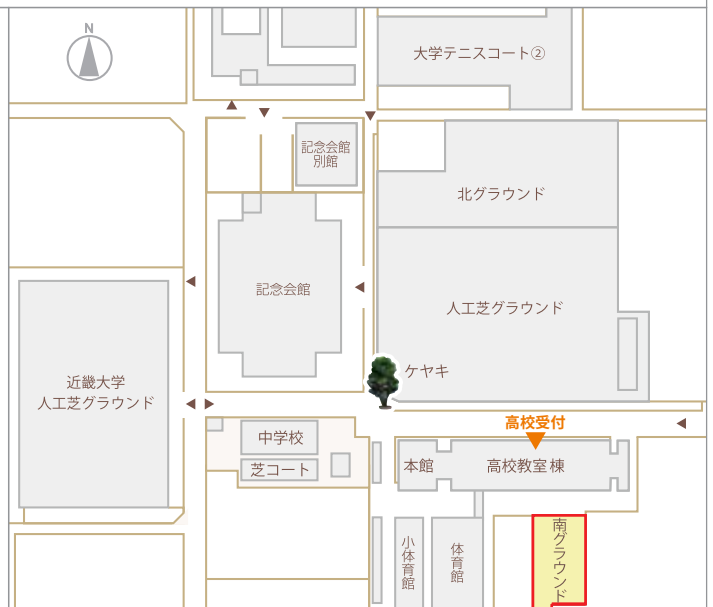 N
大学テニスコート②
記念会館
別館
北グラウンド
記念会館
人工芝グラウンド
ケヤキ
近畿大学
人工芝グラウンド
高校受付
中学校
芝コート
本館
高校教室棟
小体育館
体育館
南グラウンド